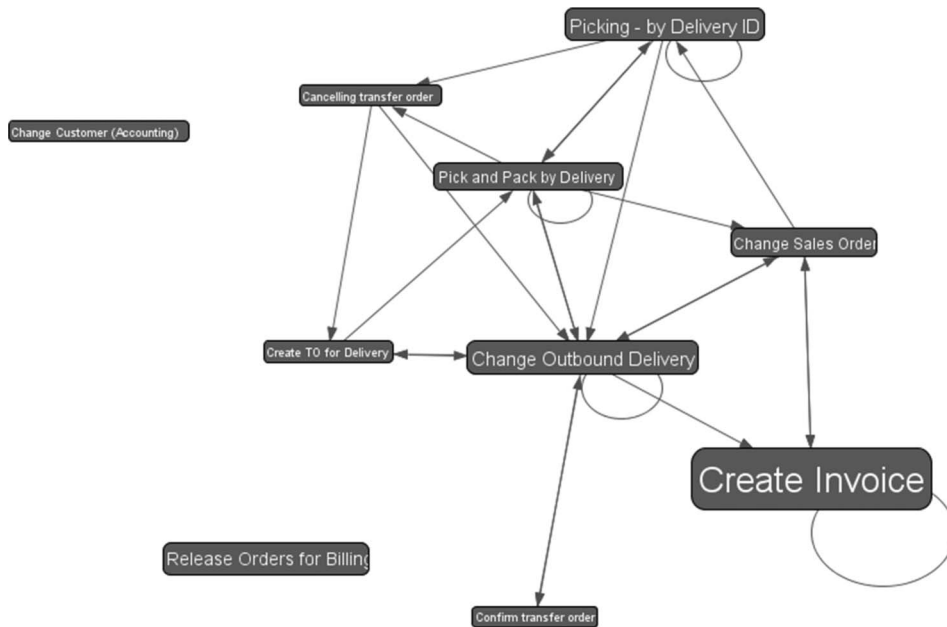 Picking - by Delivery ID
Cancelling transfer order
Change Customer (Accounting)
Pick and Pack by Delivery
Change Sales Order
Create TO for Delivery
Change Outbound Delivery
Create Invoice
Release Orders for Billing
Confirm transfer order